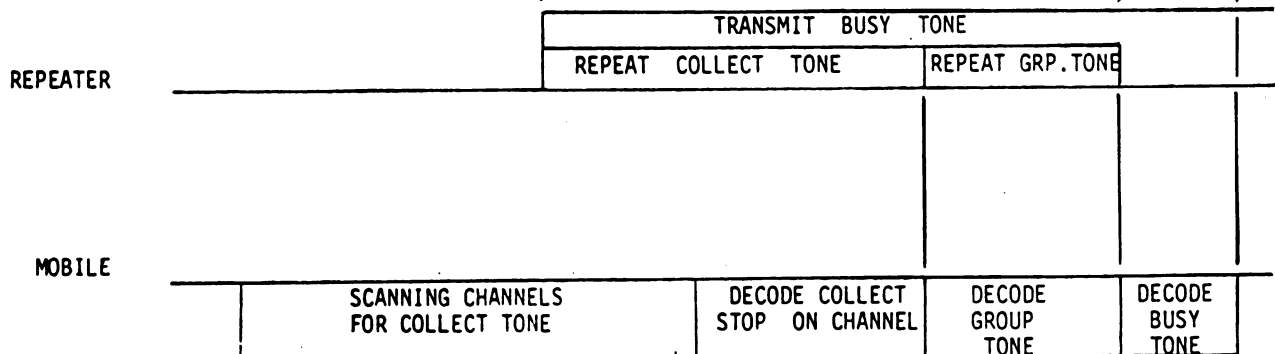 TRANSMIT BUSY TONE
REPEAT COLLECT TONE
REPEAT GRP.TONE
REPEATER
MOBILE
SCANNING CHANNELS
FOR COLLECT TONE
DECODE COLLECT
STOP ON CHANNEL
DECODE
GROUP
TONE
DECODE
BUSY
TONE